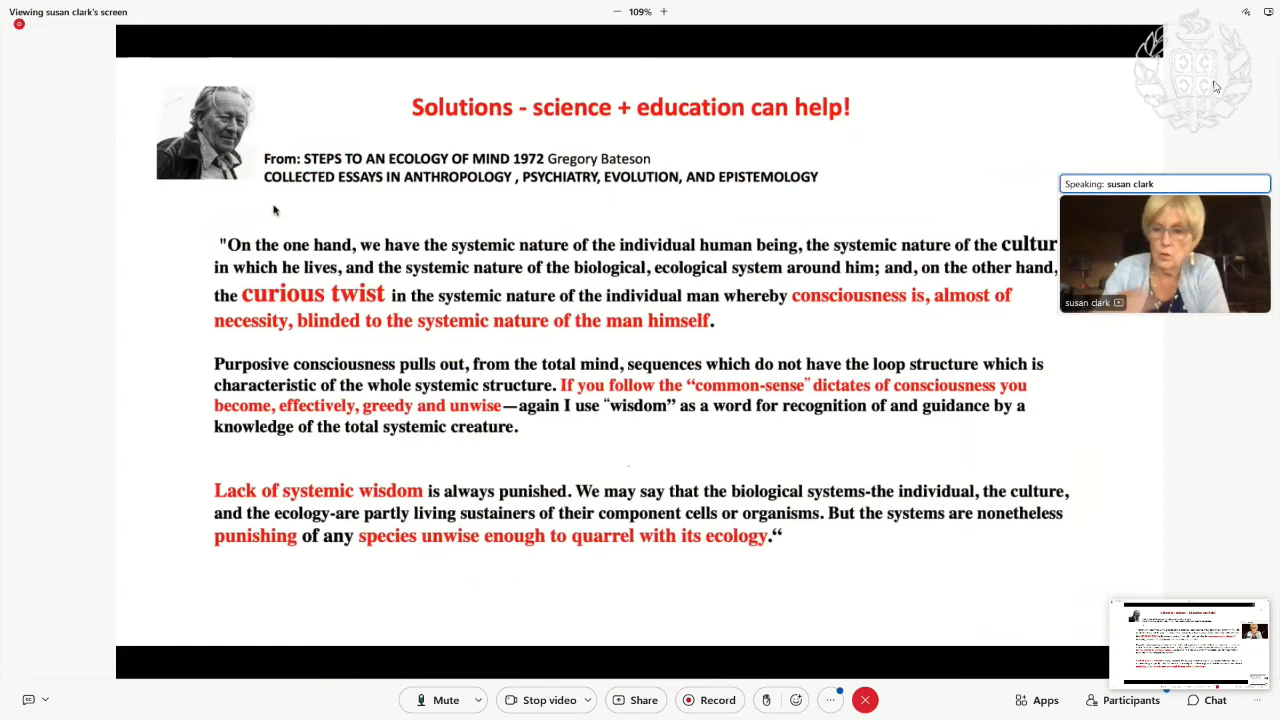 Viewing susan clark's screen
109%
Solutions - science + education can help!
From: STEPS TO AN ECOLOGY OF MIND 1972 Gregory Bateson
COLLECTED ESSAYS IN ANTHROPOLOGY , PSYCHIATRY, EVOLUTION, AND EPISTEMOLOGY
Speaking: susan clark
susan clark
"On the one hand, we have the systemic nature of the individual human being, the systemic nature of the cultur
in which he lives, and the systemic nature of the biological, ecological system around him; and, on the other hand,
the curious twist in the systemic nature of the individual man whereby consciousness is, almost of
necessity, blinded to the systemic nature of the man himself.
Purposive consciousness pulls out, from the total mind, sequences which do not have the loop structure which is
characteristic of the whole systemic structure. If you follow the “common-sense” dictates of consciousness you
become, effectively, greedy and unwise—again I use “wisdom” as a word for recognition of and guidance by a
knowledge of the total systemic creature.
Lack of systemic wisdom is always punished. We may say that the biological systems-the individual, the culture,
and the ecology-are partly living sustainers of their component cells or organisms. But the systems are nonetheless
punishing of any species unwise enough to quarrel with its ecology.“
Mute
Stop video
Share
Record
Apps
Participants
Chat